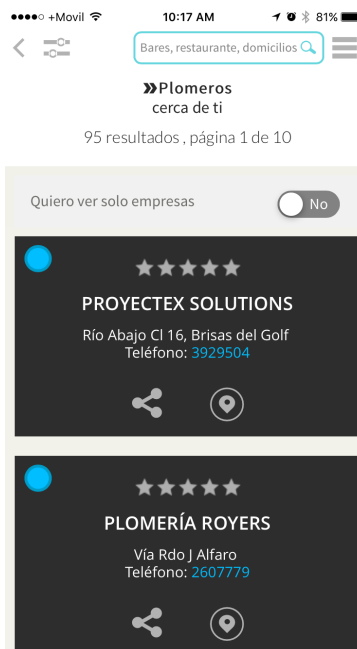 +Movil 10:17 AM 81%
Bares, restaurante, domicilios
»Plomeros
cerca de ti
95 resultados , página 1 de 10
Quiero ver solo empresas No
PROYECTEX SOLUTIONS
Río Abajo Cl 16, Brisas del Golf
Teléfono: 3929504
PLOMERÍA ROYERS
Vía Rdo J Alfaro
Teléfono: 2607779